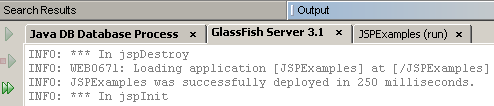 Search Results
Output
Java DB Database Process
GlassFish Server 3.1
JSPExamples (run)
INFO: *** In jspDestroy
INFO: WEB0671: Loading application [JSPExamples] at [/JSPExamples]
INFO: JSPExamples was successfully deployed in 250 milliseconds.
INFO: *** In jspInit